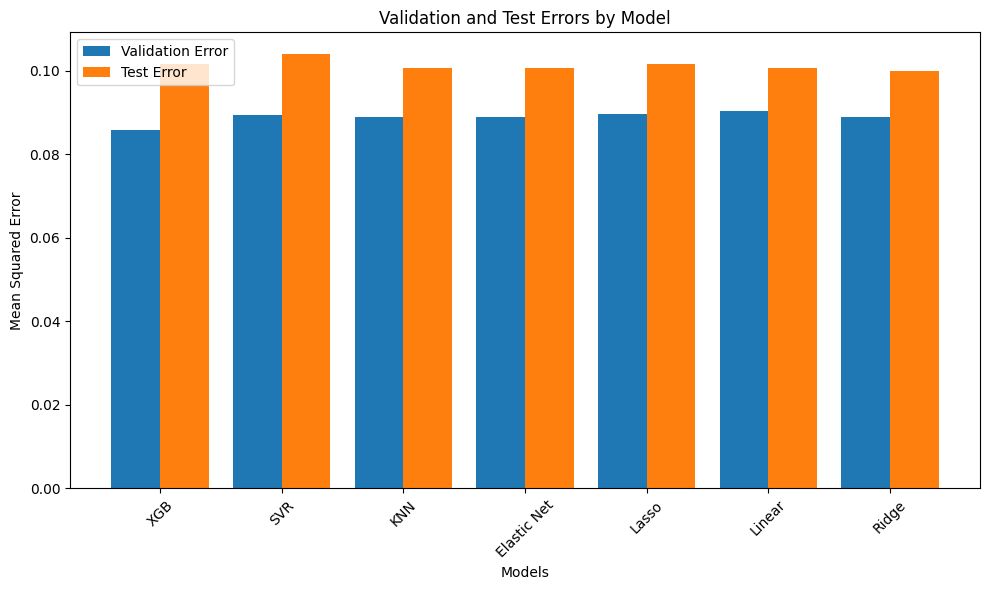 Validation and Test Errors by Model
Validation Error
Test Error
Mean Squared Error
0.10
0.08
0.06
0.04
0.02
0.00
XGB
SVR
KNN
Elastic Net
Lasso
Linear
Ridge
Models